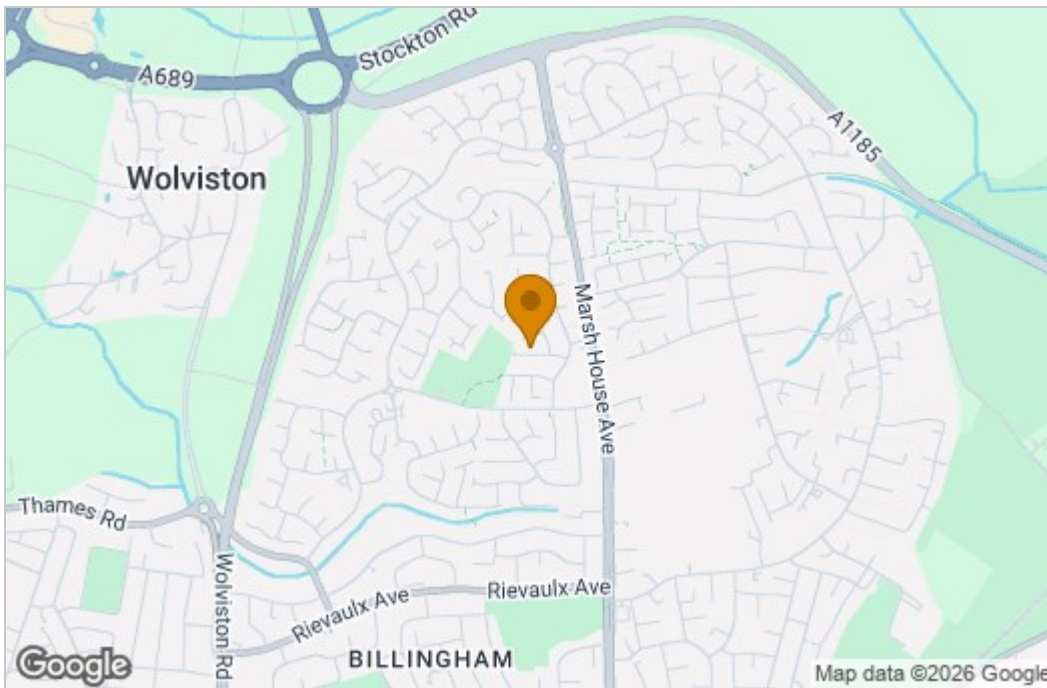 Stockton Rd
A689
A1185
Wolviston
Marsh House Ave
Thames Rd
Wolviston Rd
Rievaulx Ave
Rievaulx Ave
BILLINGHAM
Google
Map data ©2026 Google